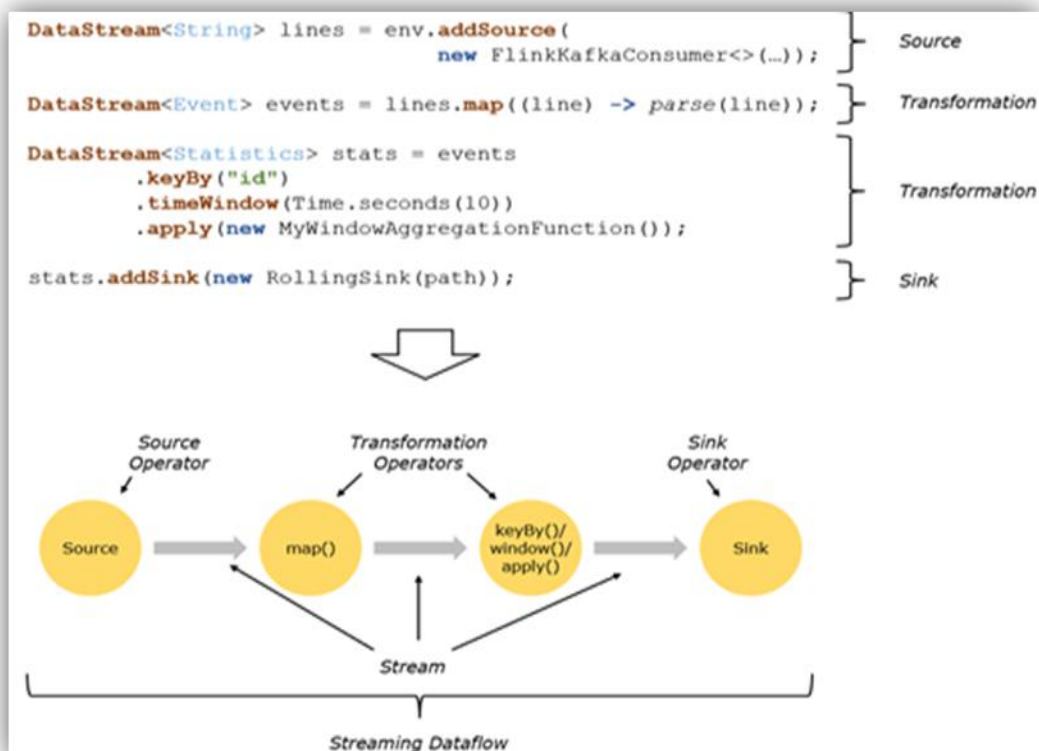 DataStream<String> lines = env.addSource(
new FlinkKafkaConsumer<>(…));
Source
DataStream<Event> events = lines.map((line) -> parse(line));
Transformation
DataStream<Statistics> stats = events
.keyBy("id")
.timeWindow(Time.seconds(10))
.apply(new MyWindowAggregationFunction());
Transformation
stats.addSink(new RollingSink(path));
Sink
Source
Operator
Transformation
Operators
Sink
Operator
Source
map()
keyBy()/
window()/
apply()
Sink
Stream
Streaming Dataflow